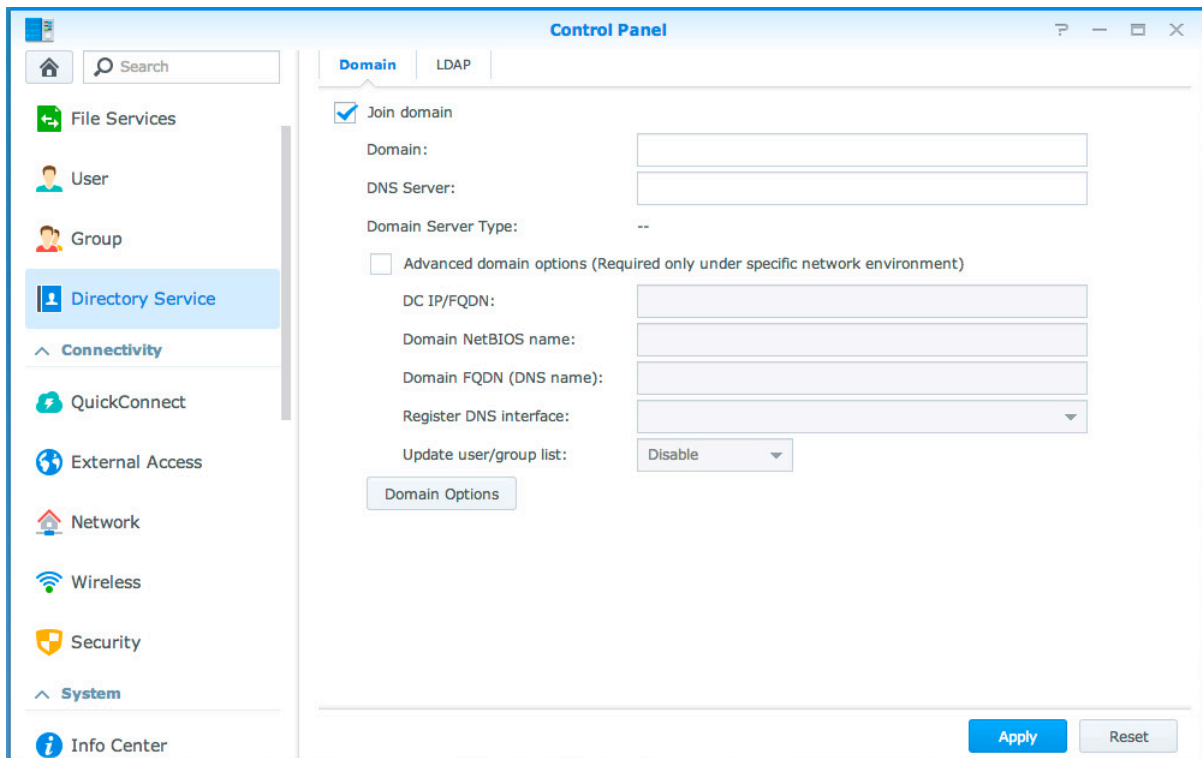 Control Panel
Search
File Services
User
Group
Directory Service
Connectivity
QuickConnect
External Access
Network
Wireless
Security
System
Info Center
Domain LDAP
Join domain
Domain:
DNS Server:
Domain Server Type: --
Advanced domain options (Required only under specific network environment)
DC IP/FQDN:
Domain NetBIOS name:
Domain FQDN (DNS name):
Register DNS interface:
Update user/group list: Disable
Domain Options
Apply Reset